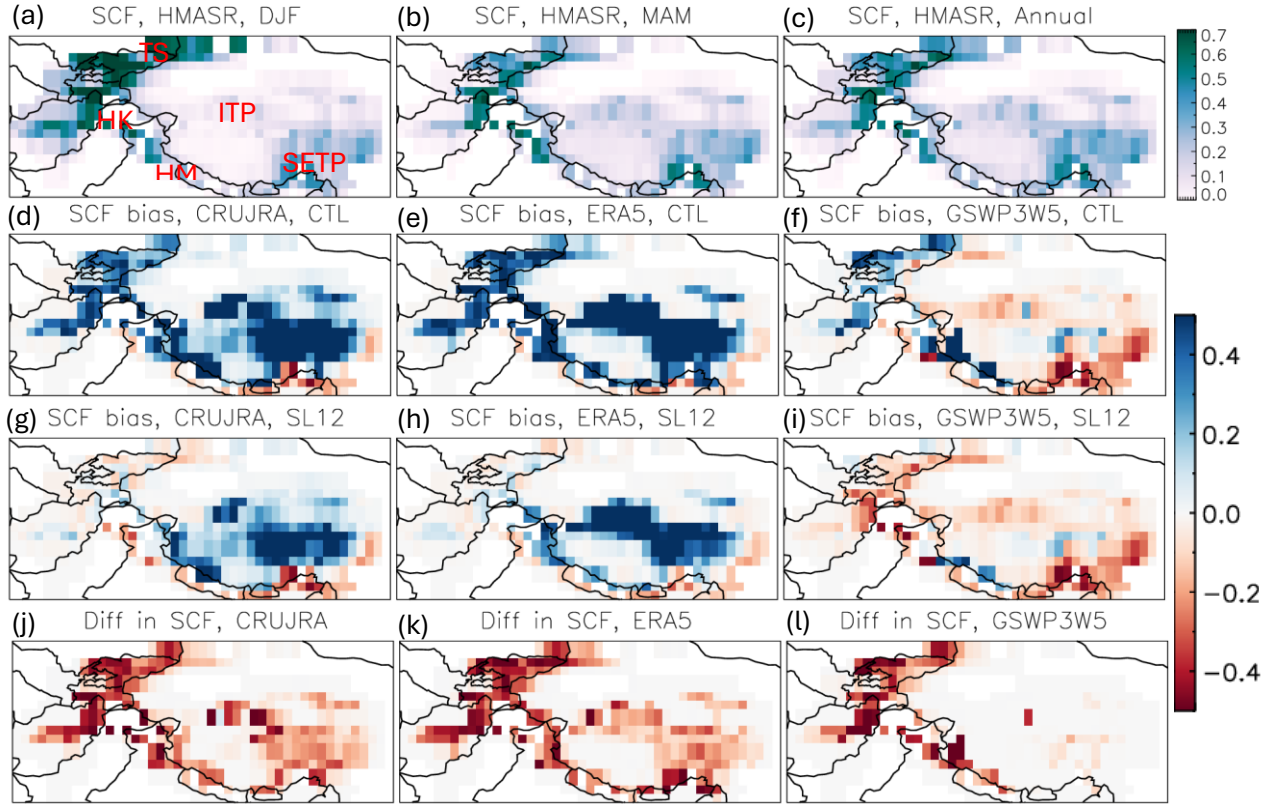 (a) SCF, HMASR, DJF
(b) SCF, HMASR, MAM
(c) SCF, HMASR, Annual
TS
HK
ITP
HM
SETP
0.7
0.6
0.5
0.4
0.3
0.2
0.1
0.0
(d) SCF bias, CRUJRA, CTL
(e) SCF bias, ERA5, CTL
(f) SCF bias, GSWP3W5, CTL
(g) SCF bias, CRUJRA, SL12
(h) SCF bias, ERA5, SL12
(i) SCF bias, GSWP3W5, SL12
0.4
0.2
0.0
−0.2
−0.4
(j) Diff in SCF, CRUJRA
(k) Diff in SCF, ERA5
(l) Diff in SCF, GSWP3W5